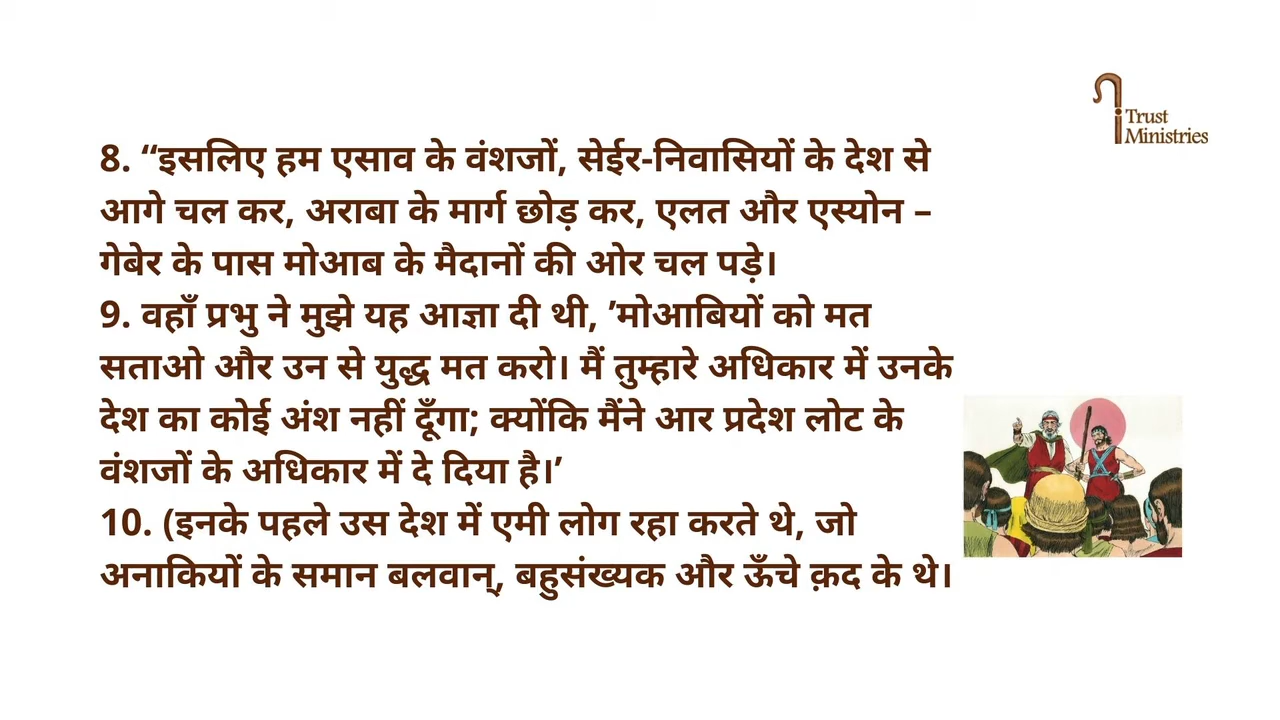 Trust
Ministries
8. “इसलिए हम एसाव के वंशजों, सेईर-निवासियों के देश से
आगे चल कर, अराबा के मार्ग छोड़ कर, एलत और एस्योन –
गेबेर के पास मोआब के मैदानों की ओर चल पड़े।
9. वहाँ प्रभु ने मुझे यह आज्ञा दी थी, ’मोआबियों को मत
सताओ और उन से युद्ध मत करो। मैं तुम्हारे अधिकार में उनके
देश का कोई अंश नहीं दूँगा; क्योंकि मैंने आर प्रदेश लोट के
वंशजों के अधिकार में दे दिया है।’
10. (इनके पहले उस देश में एमी लोग रहा करते थे, जो
अनाकियों के समान बलवान्, बहुसंख्यक और ऊँचे क़द के थे।